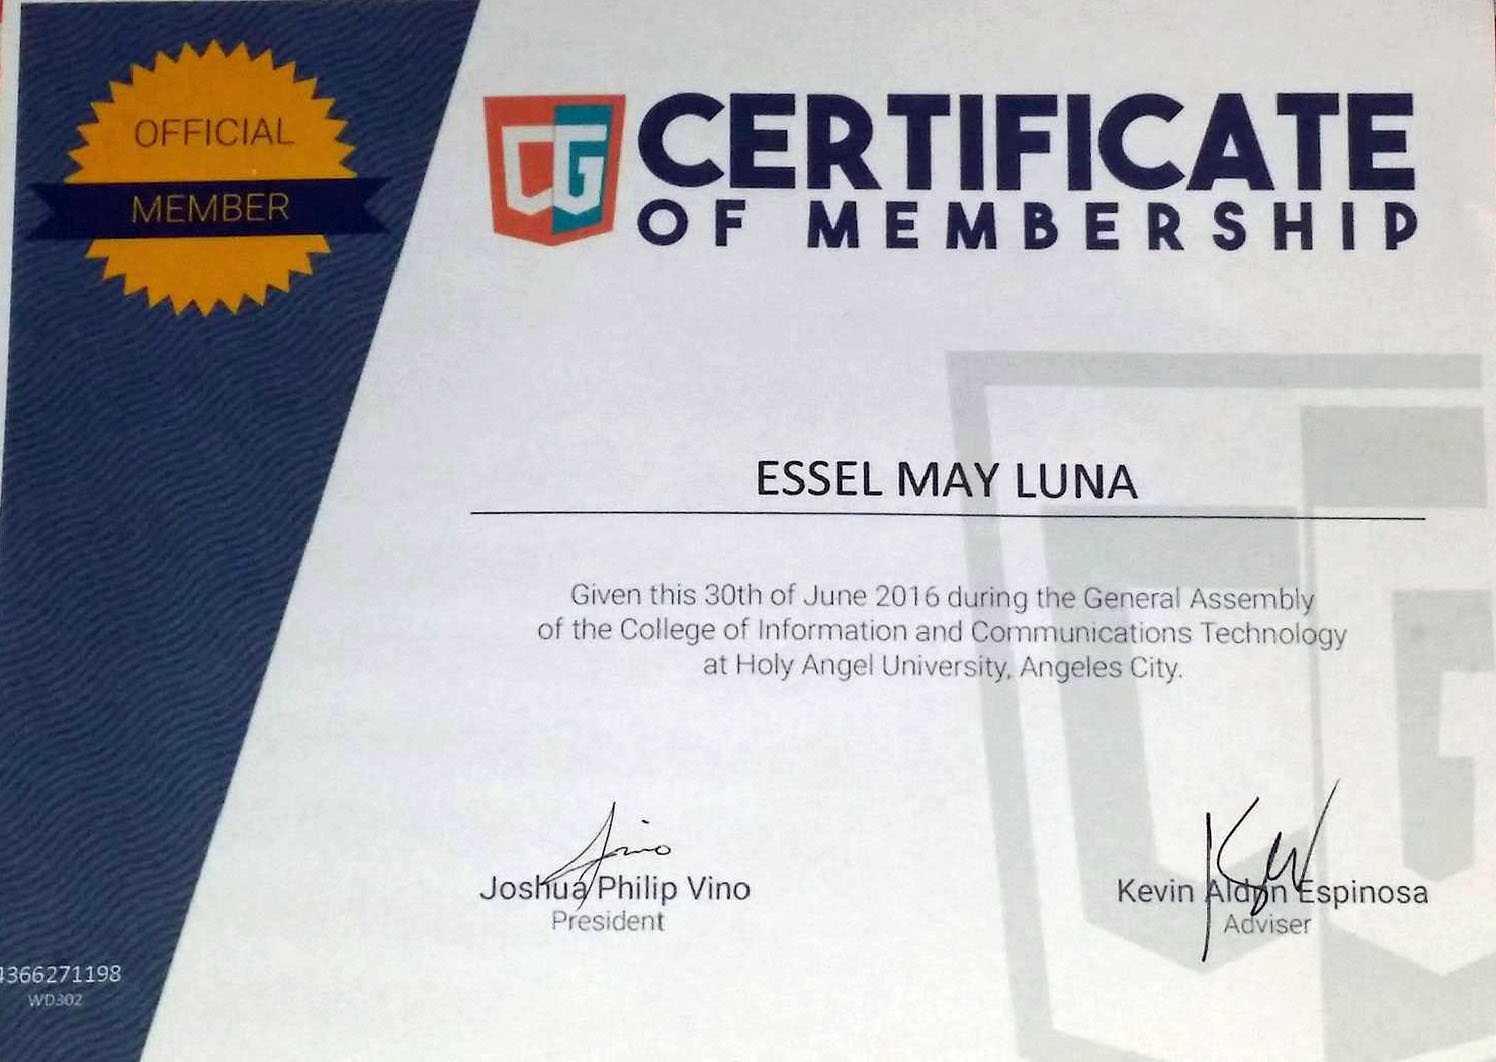 OFFICIAL
MEMBER
CG
CERTIFICATE
OF MEMBERSHIP
ESSEL MAY LUNA
Given this 30th of June 2016 during the General Assembly
of the College of Information and Communications Technology
at Holy Angel University, Angeles City.
Joshua Philip Vino
President
Kevin Aldrin Espinosa
Adviser
4366271198
WD302